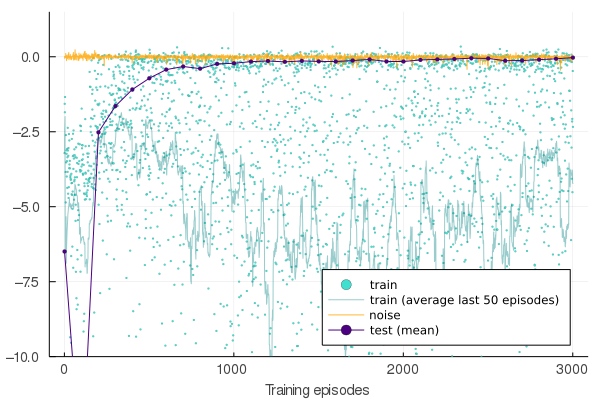 0.0
−2.5
−5.0
−7.5
−10.0
0
1000
2000
3000
Training episodes
train
train (average last 50 episodes)
noise
test (mean)